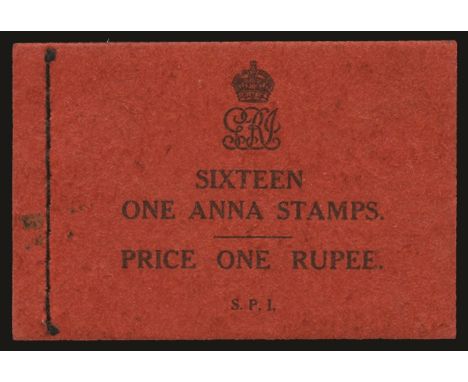 GRI
SIXTEEN
ONE ANNA STAMPS.
PRICE ONE RUPEE.
S. P. I.